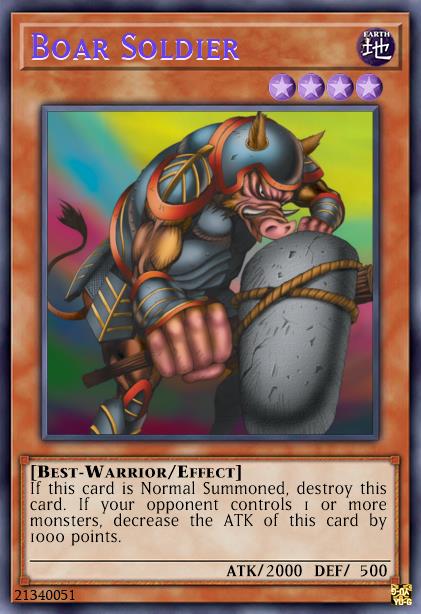 Boar Soldier
EARTH
地
[Best-Warrior/Effect]
If this card is Normal Summoned, destroy this
card. If your opponent controls 1 or more
monsters, decrease the ATK of this card by
1000 points.
ATK/2000 DEF/ 500
21340051